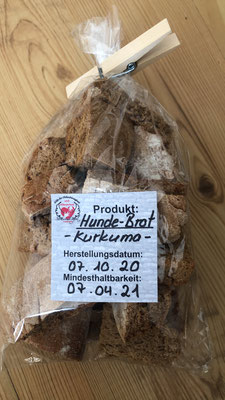 Produkt:
Hunde-Brot
-Kurkuma-
Herstellungsdatum:
07.10.20
Mindesthaltbarkeit:
07.04.21